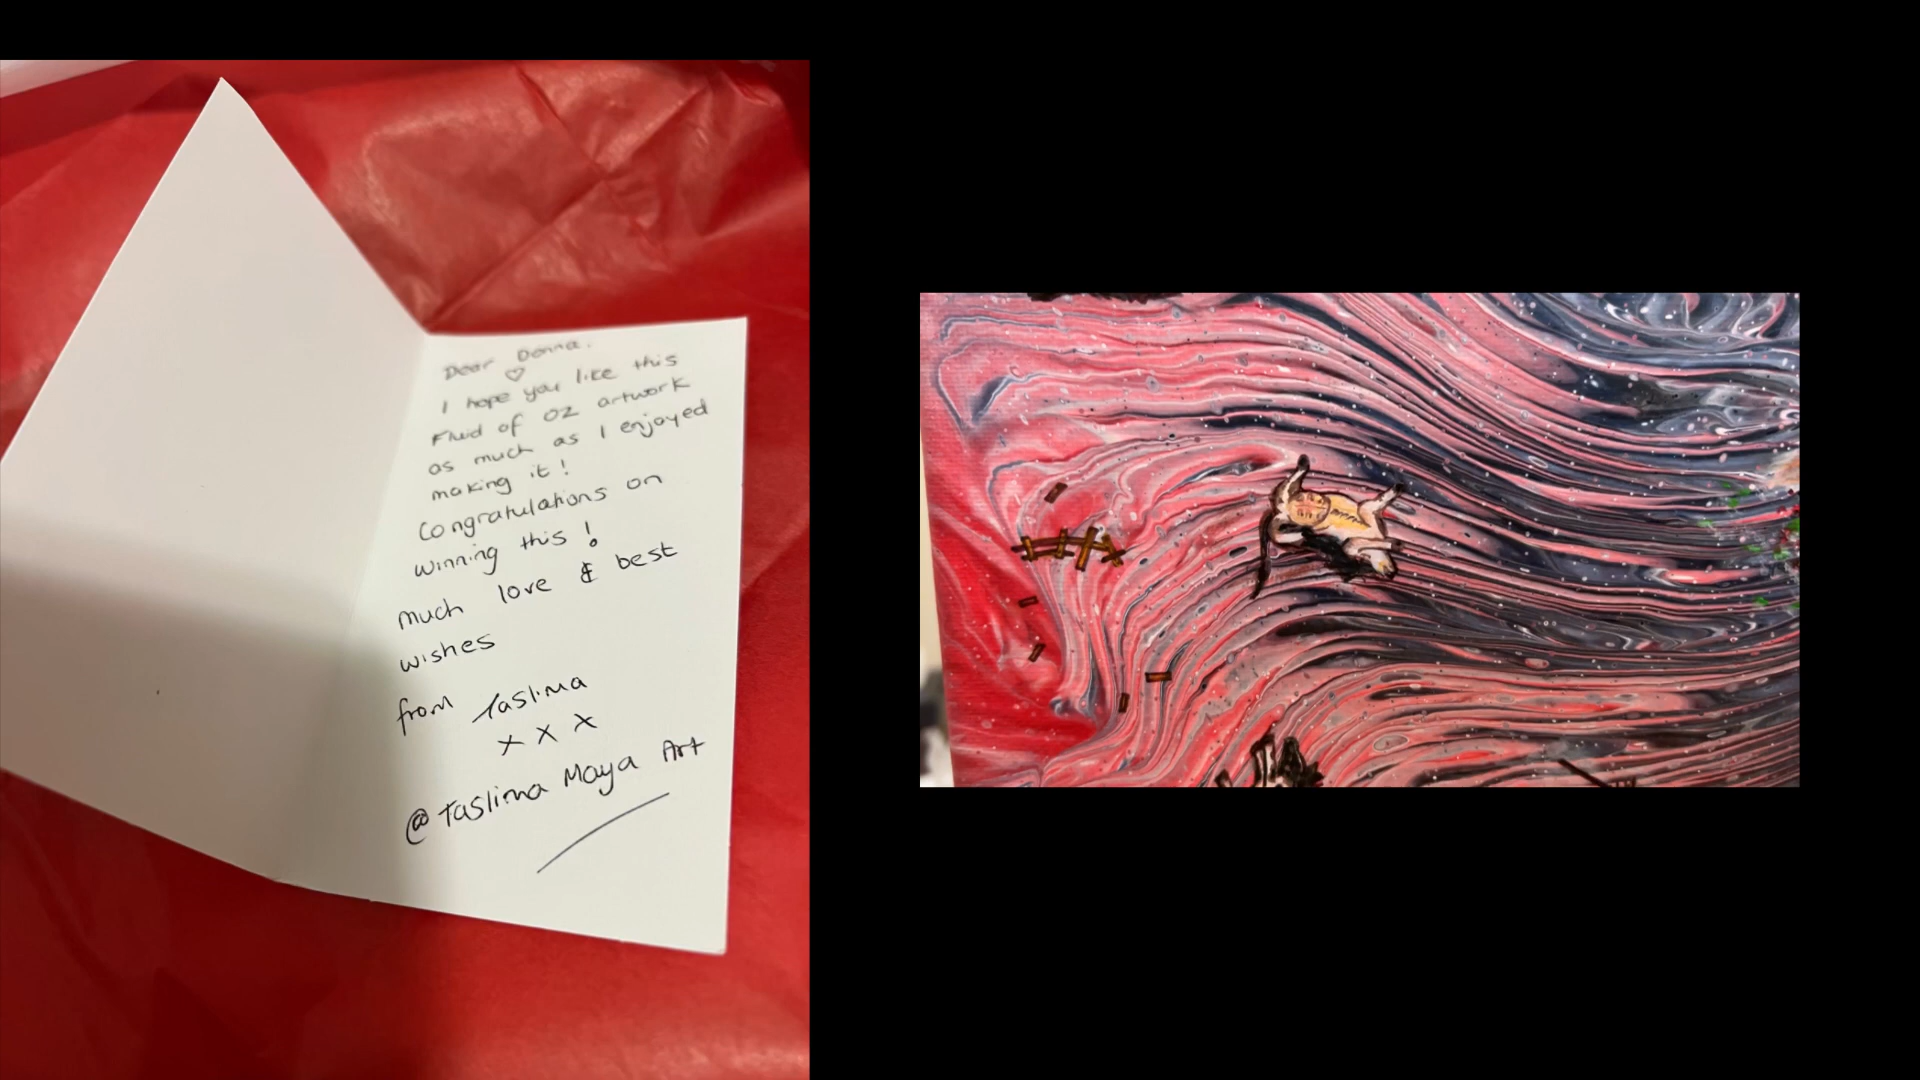 Dear Donna.
♡
I hope you like this
Fluid of OZ artwork
as much as I enjoyed
making it!
Congratulations on
winning this!
much love & best
wishes
from Taslima
x x x
@Taslima Maya Art